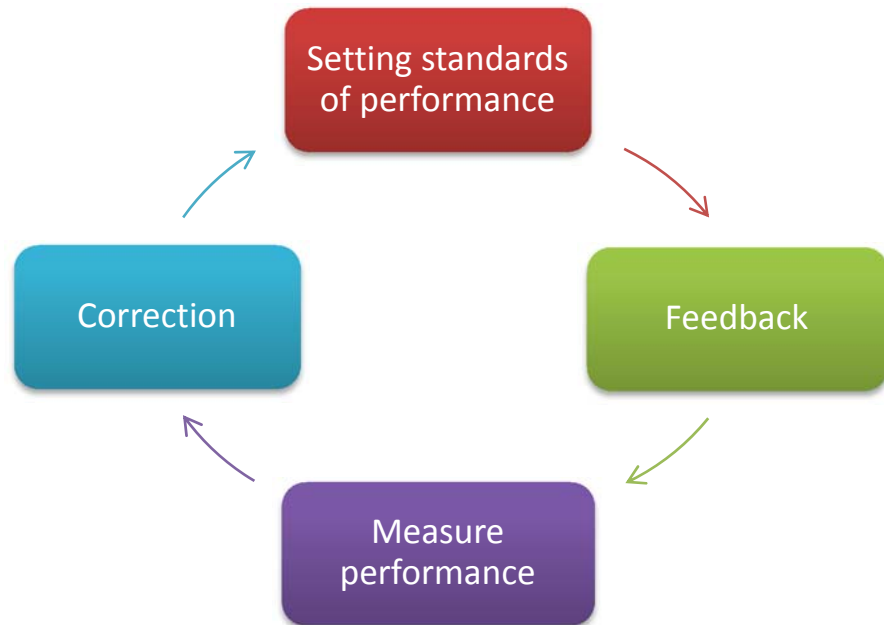 Setting standards
of performance
Feedback
Measure
performance
Correction